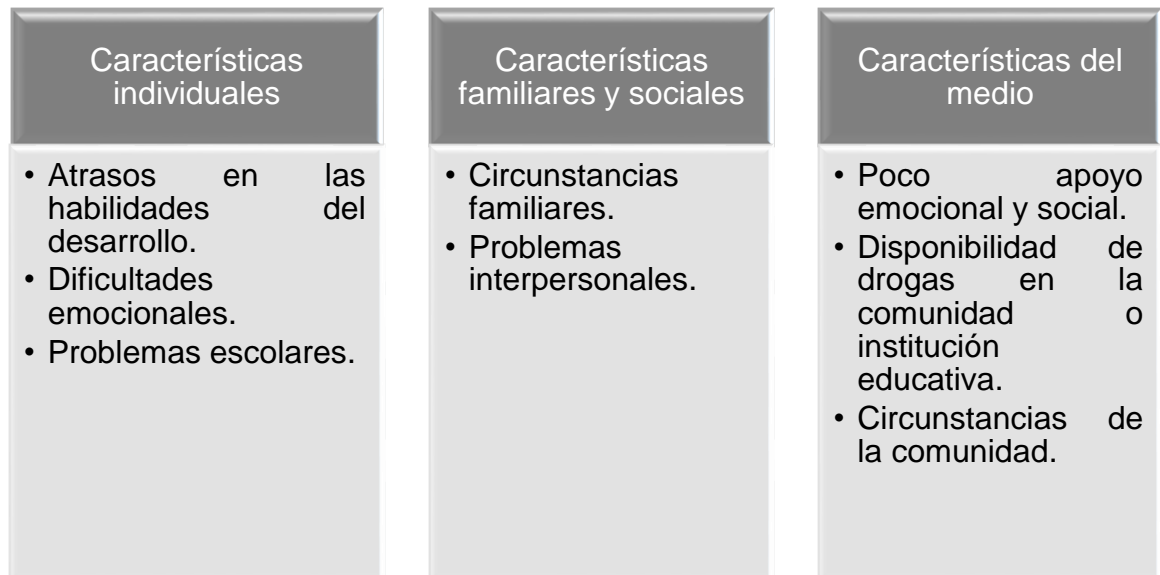 Características
individuales
• Atrasos en las
habilidades del
desarrollo.
• Dificultades
emocionales.
• Problemas escolares.
Características
familiares y sociales
• Circunstancias
familiares.
• Problemas
interpersonales.
Características del
medio
• Poco apoyo
emocional y social.
• Disponibilidad de
drogas en la
comunidad o
institución
educativa.
• Circunstancias de
la comunidad.